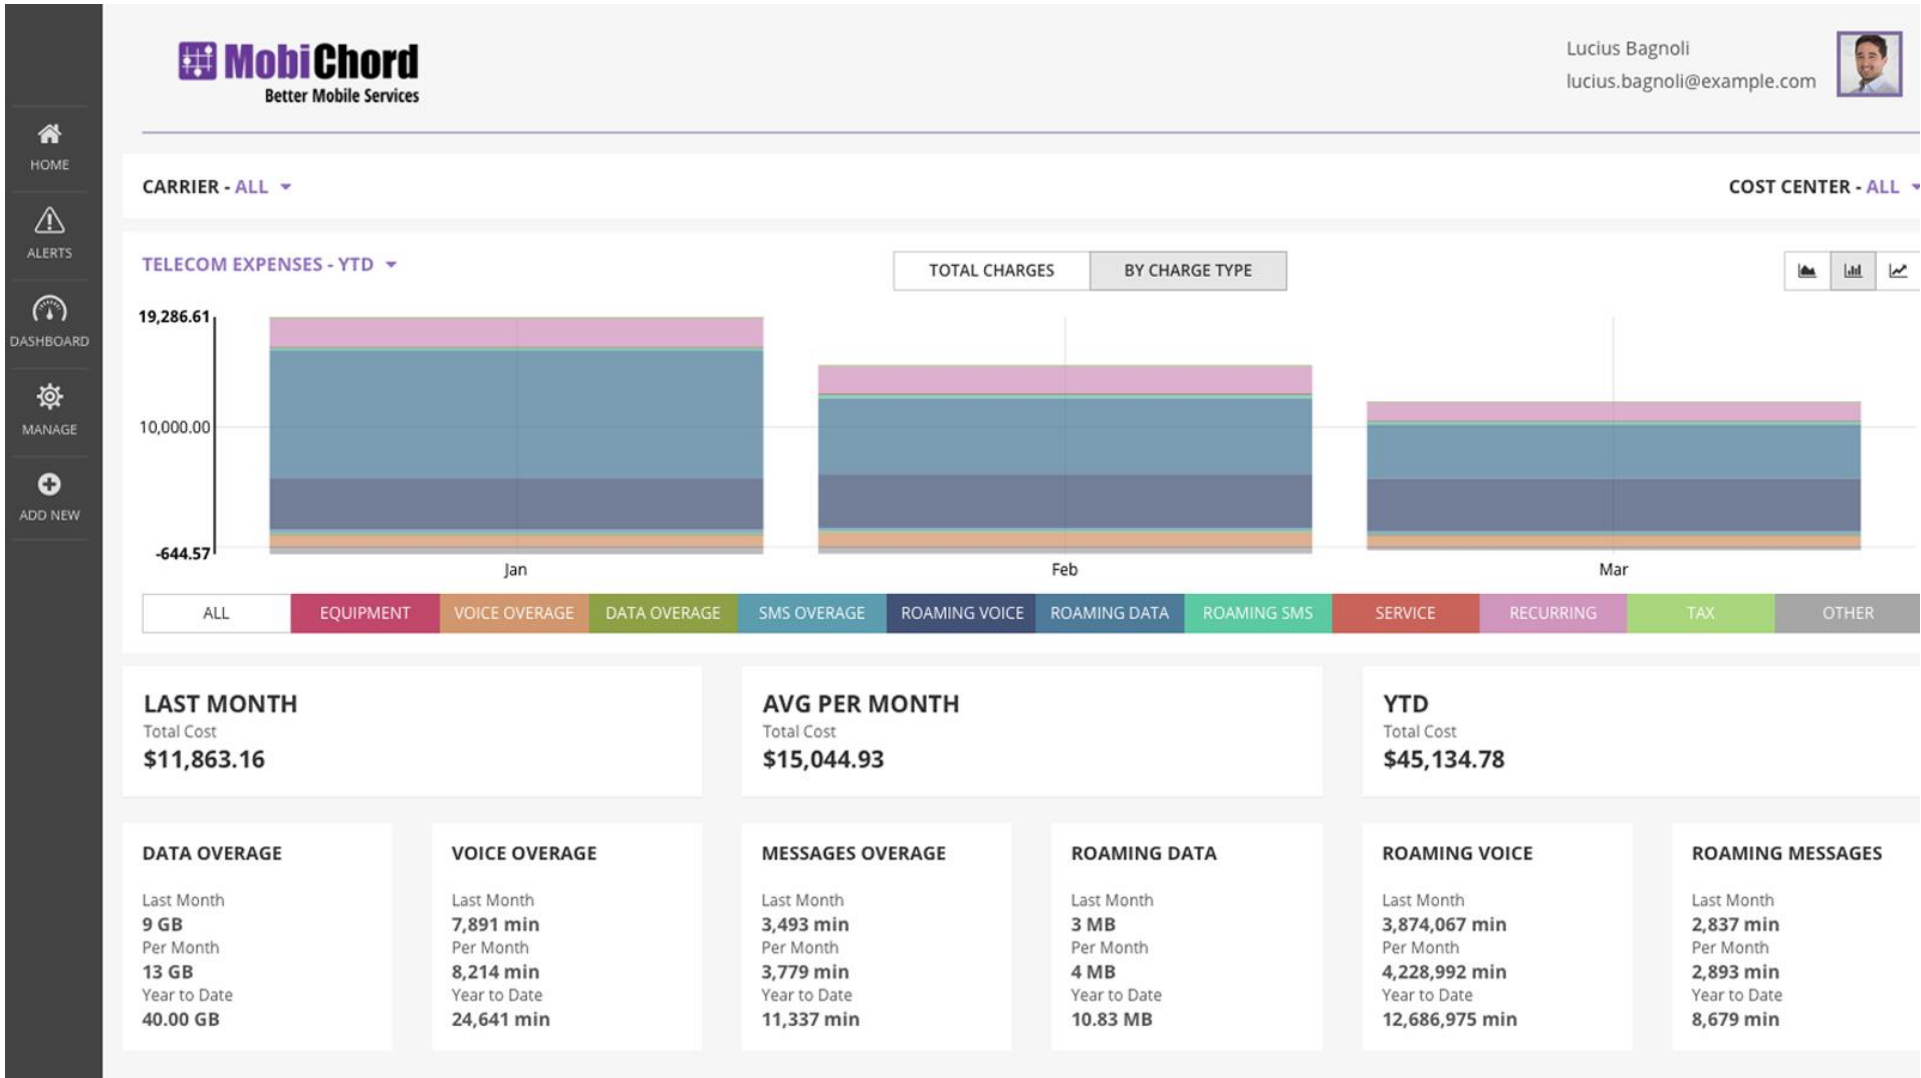 MobiChord
Better Mobile Services
Lucius Bagnoli
lucius.bagnoli@example.com
HOME
ALERTS
DASHBOARD
MANAGE
ADD NEW
CARRIER - ALL
COST CENTER - ALL
TELECOM EXPENSES - YTD
TOTAL CHARGES
BY CHARGE TYPE
19,286.61
10,000.00
-644.57
Jan
Feb
Mar
ALL
EQUIPMENT
VOICE OVERAGE
DATA OVERAGE
SMS OVERAGE
ROAMING VOICE
ROAMING DATA
ROAMING SMS
SERVICE
RECURRING
TAX
OTHER
LAST MONTH
Total Cost
$11,863.16
AVG PER MONTH
Total Cost
$15,044.93
YTD
Total Cost
$45,134.78
DATA OVERAGE
Last Month
9 GB
Per Month
13 GB
Year to Date
40.00 GB
VOICE OVERAGE
Last Month
7,891 min
Per Month
8,214 min
Year to Date
24,641 min
MESSAGES OVERAGE
Last Month
3,493 min
Per Month
3,779 min
Year to Date
11,337 min
ROAMING DATA
Last Month
3 MB
Per Month
4 MB
Year to Date
10.83 MB
ROAMING VOICE
Last Month
3,874,067 min
Per Month
4,228,992 min
Year to Date
12,686,975 min
ROAMING MESSAGES
Last Month
2,837 min
Per Month
2,893 min
Year to Date
8,679 min